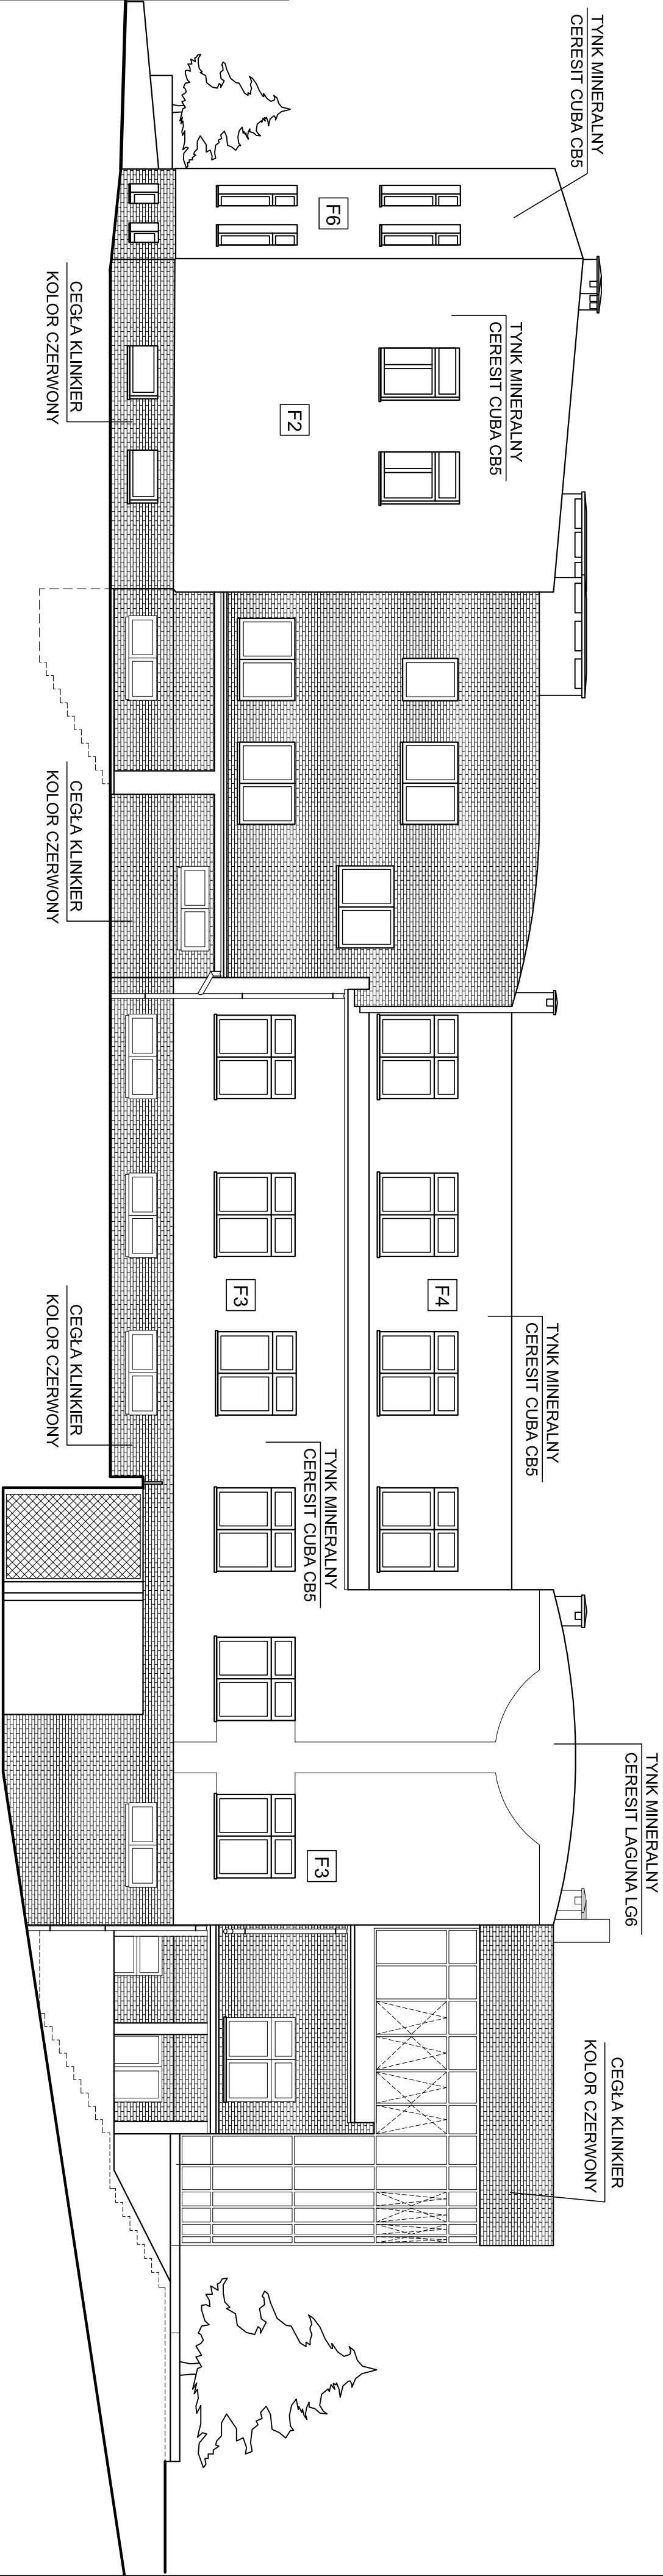 TYNK MINERALNY
CERESIT CUBA CB5
F6
TYNK MINERALNY
CERESIT CUBA CB5
F2
CEGŁA KLINKIER
KOLOR CZERWONY
CEGŁA KLINKIER
KOLOR CZERWONY
TYNK MINERALNY
CERESIT CUBA CB5
F4
F3
CEGŁA KLINKIER
KOLOR CZERWONY
TYNK MINERALNY
CERESIT CUBA CB5
TYNK MINERALNY
CERESIT LAGUNA LG6
F3
CEGŁA KLINKIER
KOLOR CZERWONY